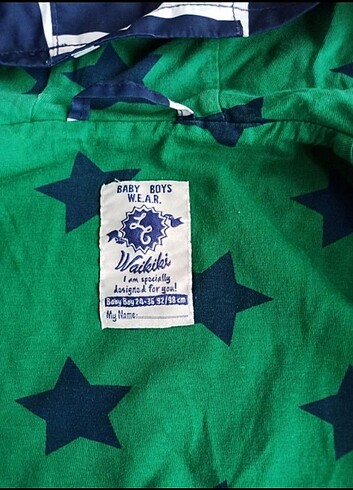 BABY BOYS
W.E.A.R.
LC
Waikiki
I am specially
designed for you!
Baby Boy 24-36 92/98 cm
My Name: